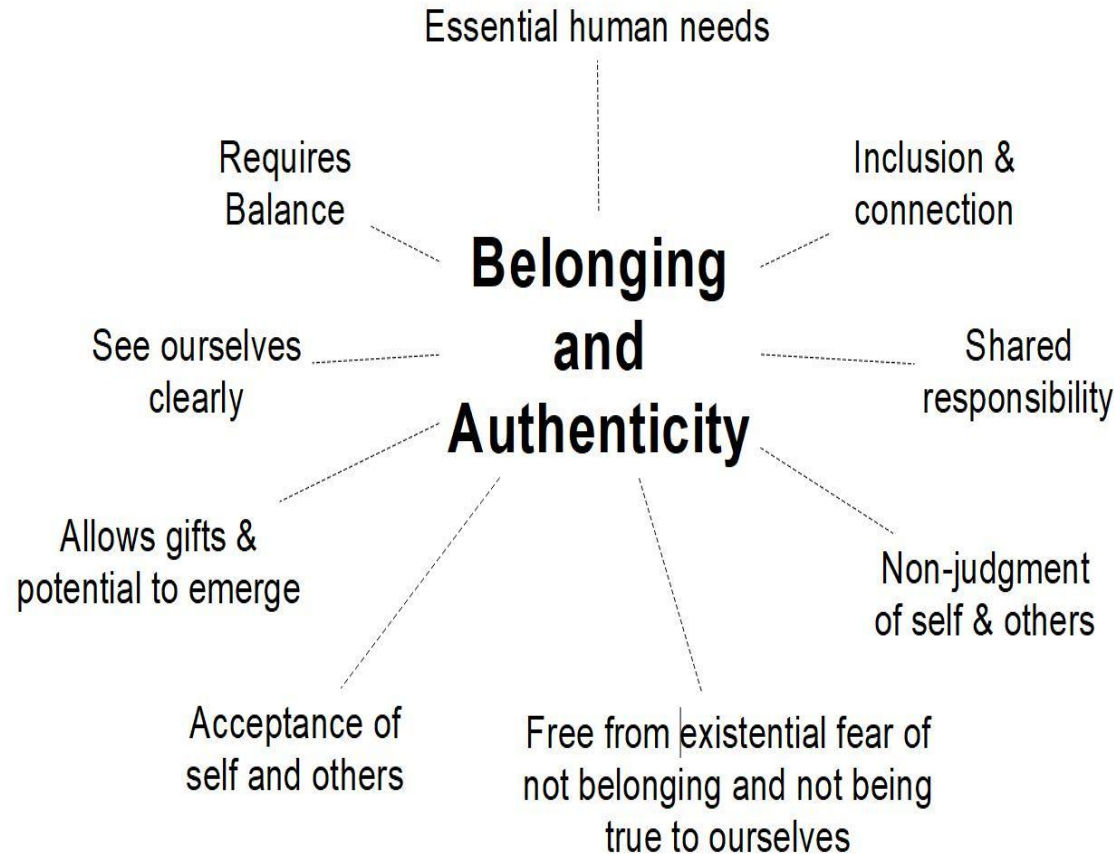 Essential human needs
Requires
Balance
Inclusion &
connection
Belonging
and
Authenticity
See ourselves
clearly
Shared
responsibility
Allows gifts &
potential to emerge
Non-judgment
of self & others
Acceptance of
self and others
Free from existential fear of
not belonging and not being
true to ourselves